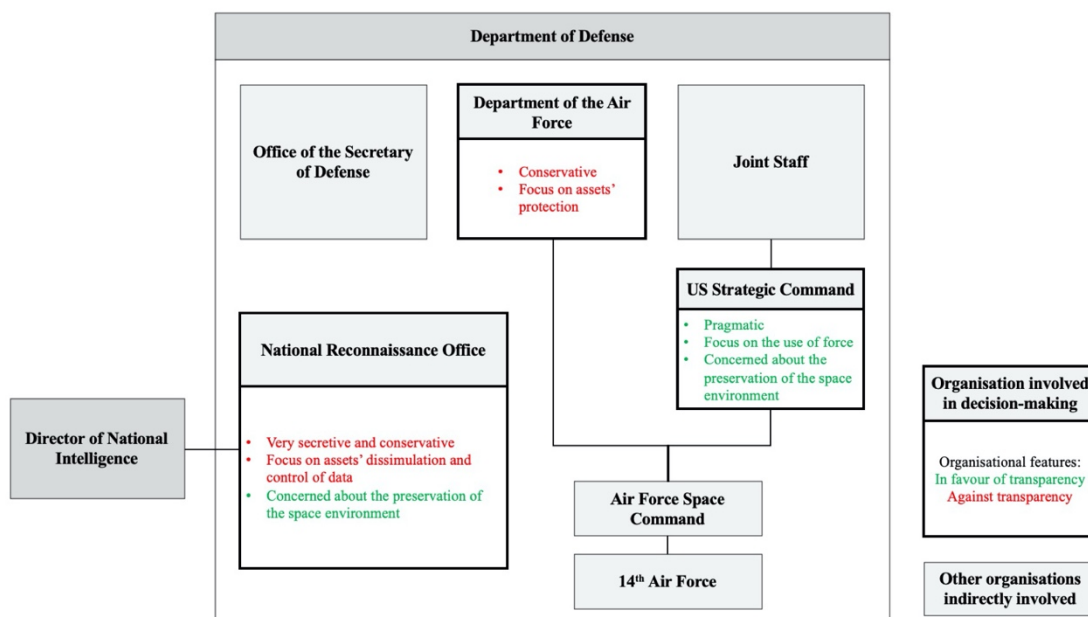 Department of Defense
Office of the Secretary
of Defense
Department of the Air
Force
• Conservative
• Focus on assets’
protection
Joint Staff
US Strategic Command
• Pragmatic
• Focus on the use of force
• Concerned about the
preservation of the space
environment
National Reconnaissance Office
• Very secretive and conservative
• Focus on assets’ dissimulation and
control of data
• Concerned about the preservation of
the space environment
Director of National
Intelligence
Air Force Space
Command
14th Air Force
Organisation involved
in decision-making
Organisational features:
In favour of transparency
Against transparency
Other organisations
indirectly involved